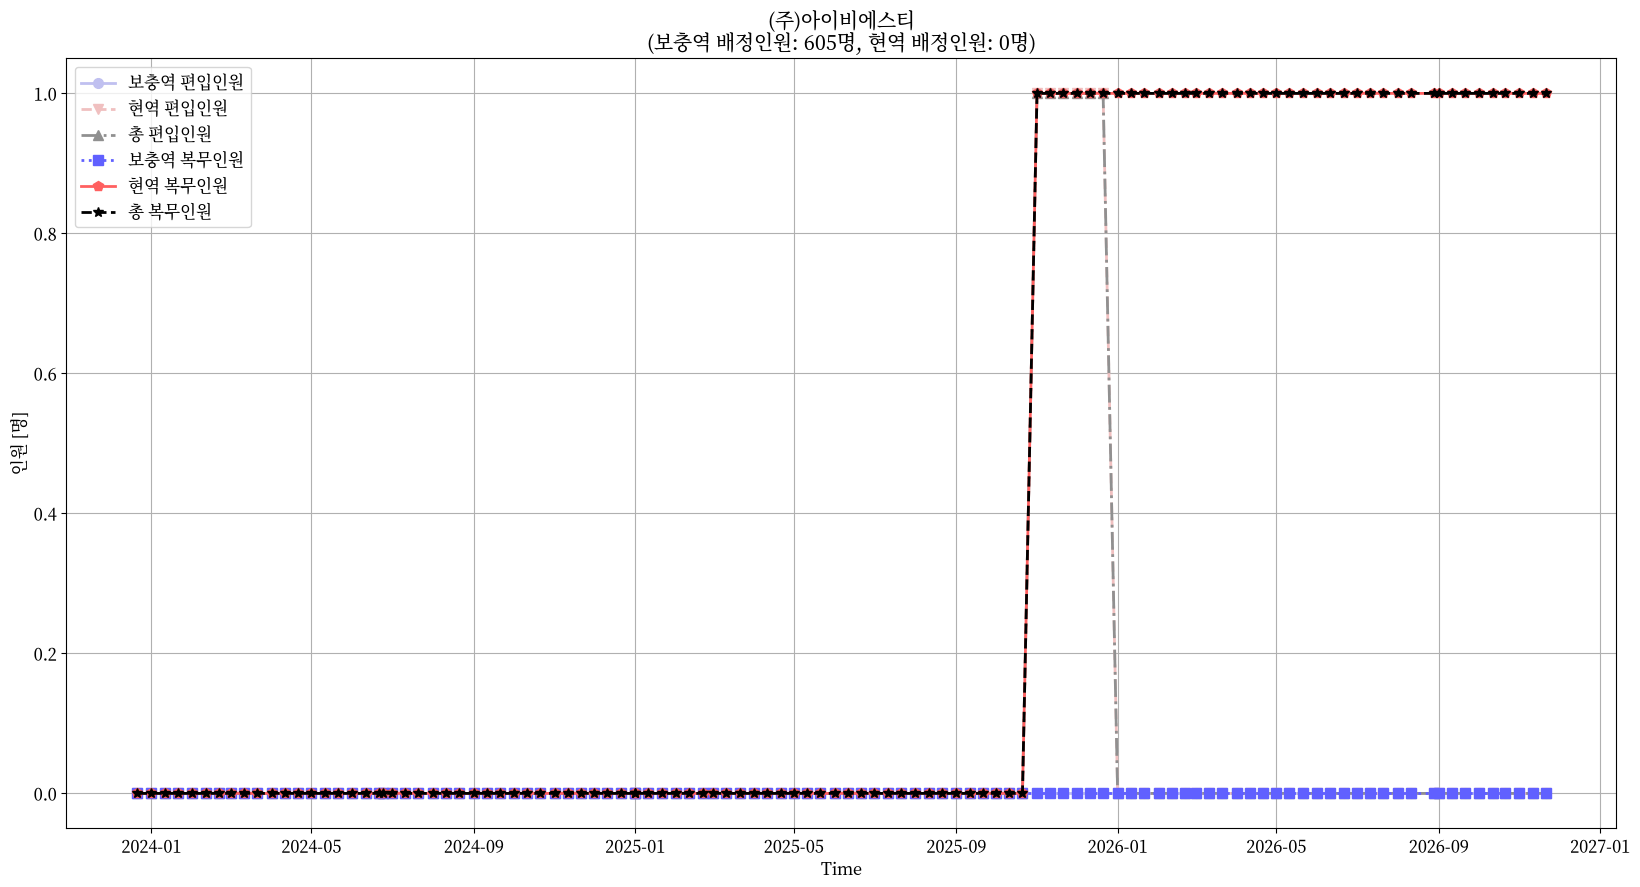 (주)아이비에스티
(보충역 배정인원: 605명, 현역 배정인원: 0명)
보충역 편입인원
현역 편입인원
총 편입인원
보충역 복무인원
현역 복무인원
총 복무인원
인원 [명]
1.0
0.8
0.6
0.4
0.2
0.0
2024-01 2024-05 2024-09 2025-01 2025-05 2025-09 2026-01 2026-05 2026-09 2027-01
Time